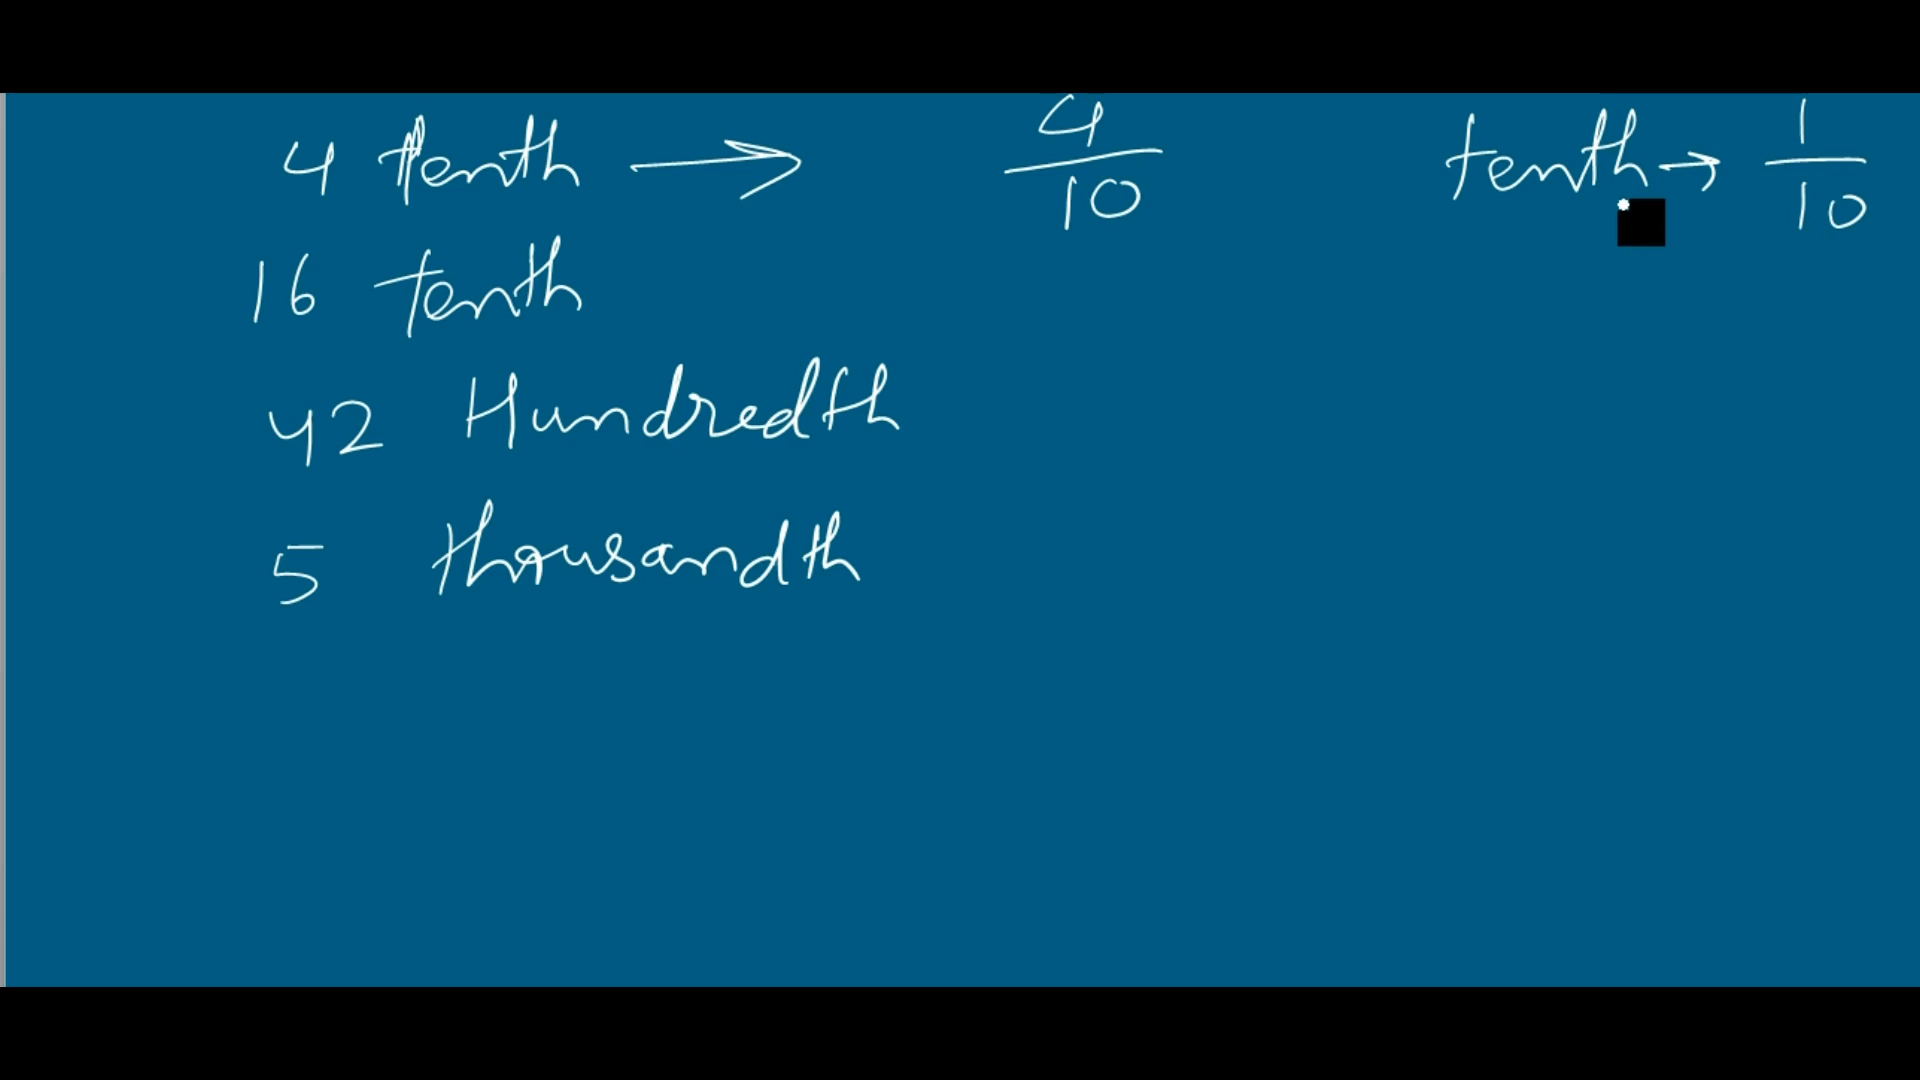 4 tenth → 4/10 tenth → 1/10
16 tenth
42 Hundredth
5 thousandth